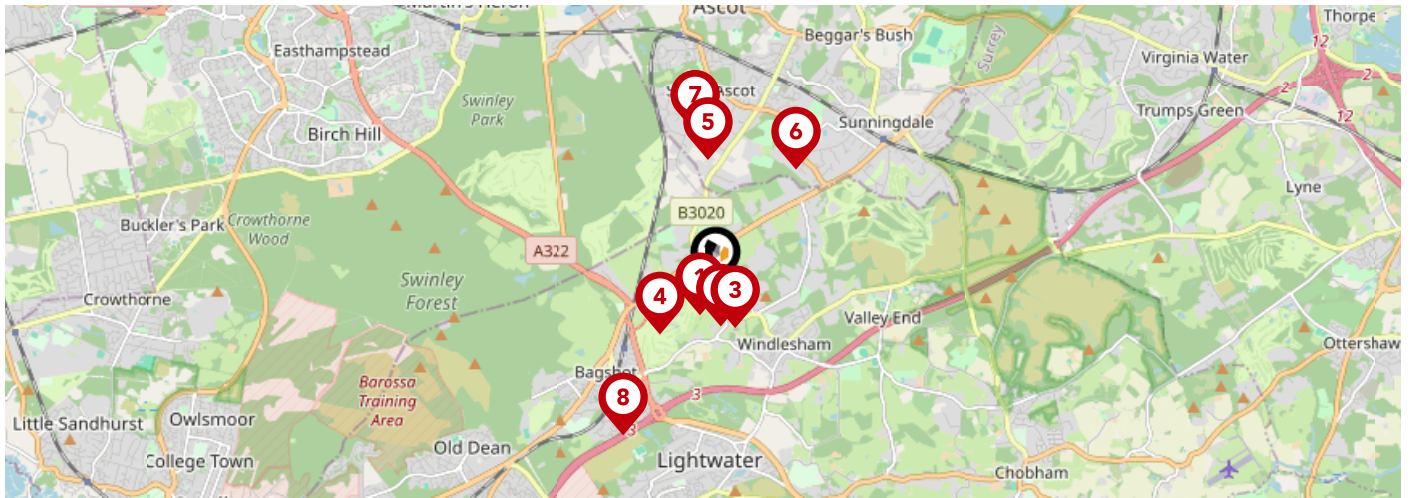 Ascot
Beggar's Bush
Thorpe
Easthampstead
Surrey
12
Virginia Water
2
2
Swinley
Park
7
Ascot
5
Trumps Green
12
Birch Hill
6
Sunningdale
Lyne
B3020
Buckler's Park
Crowthorne
Wood
A322
Swinley
Forest
1
4
3
Crowthorne
Valley End
Windlesham
Ottershaw
Bagshot
Barossa
Training
Area
8
3
3
Little Sandhurst
Owlsmoor
Old Dean
College Town
Lightwater
Chobham